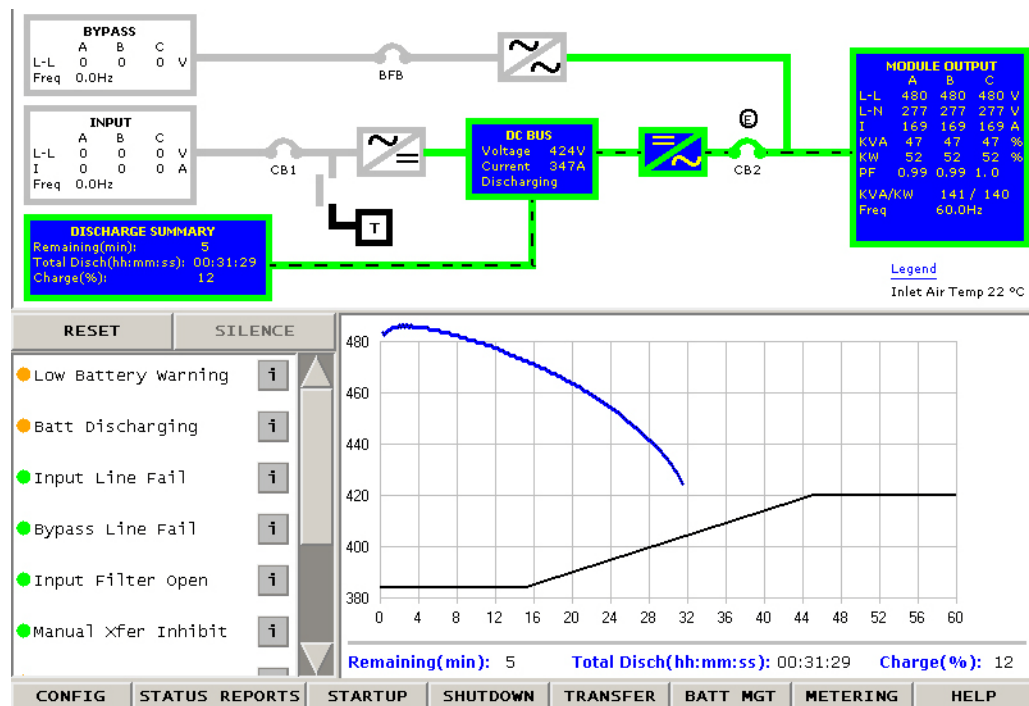 BYPASS
A B C
L-L 0 0 0 V
Freq 0.0Hz
BFB
INPUT
A B C
L-L 0 0 0 V
I 0 0 0 A
Freq 0.0Hz
CB1
T
DC BUS
Voltage 424V
Current 347A
Discharging
E
CB2
MODULE OUTPUT
A B C
L-L 480 480 480 V
L-N 277 277 277 V
I 169 169 169 A
KVA 47 47 47 %
KW 52 52 52 %
PF 0.99 0.99 1.0
KVA/KW 141 / 140
Freq 60.0Hz
DISCHARGE SUMMARY
Remaining(min): 5
Total Disch(hh:mm:ss): 00:31:29
Charge(%): 12
Legend
Inlet Air Temp 22 ºC
RESET SILENCE
Low Battery Warning i
Batt Discharging i
Input Line Fail i
Bypass Line Fail i
Input Filter Open i
Manual Xfer Inhibit i
480
460
440
420
400
380
0 4 8 12 16 20 24 28 32 36 40 44 48 52 56 60
Remaining(min): 5 Total Disch(hh:mm:ss): 00:31:29 Charge(%): 12
CONFIG STATUS REPORTS STARTUP SHUTDOWN TRANSFER BATT MGT METERING HELP